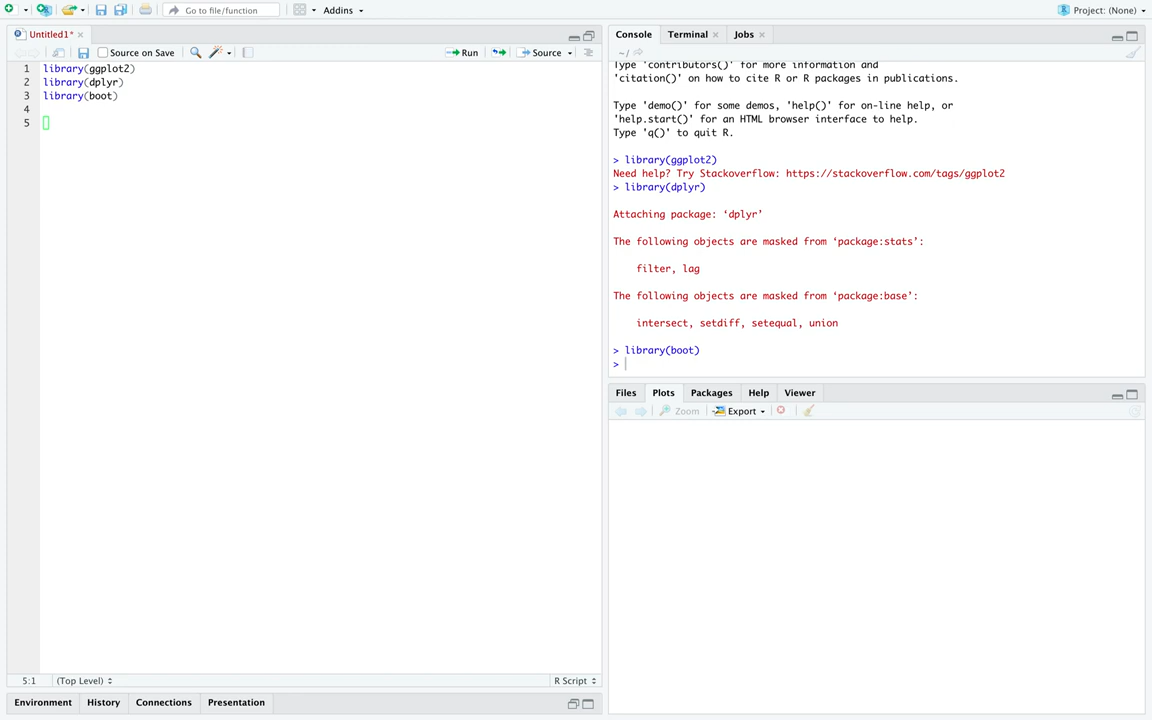 Go to file/function
Addins
Project: (None)
Untitled1*
Source on Save
Run
Source
1 library(ggplot2)
2 library(dplyr)
3 library(boot)
4
5
5:1 (Top Level) R Script
Environment History Connections Presentation
Console Terminal Jobs
~/
Type 'contributors()' for more information and
'citation()' on how to cite R or R packages in publications.
Type 'demo()' for some demos, 'help()' for on-line help, or
'help.start()' for an HTML browser interface to help.
Type 'q()' to quit R.
> library(ggplot2)
Need help? Try Stackoverflow: https://stackoverflow.com/tags/ggplot2
> library(dplyr)
Attaching package: ‘dplyr’
The following objects are masked from ‘package:stats’:
filter, lag
The following objects are masked from ‘package:base’:
intersect, setdiff, setequal, union
> library(boot)
>
Files Plots Packages Help Viewer
Zoom Export